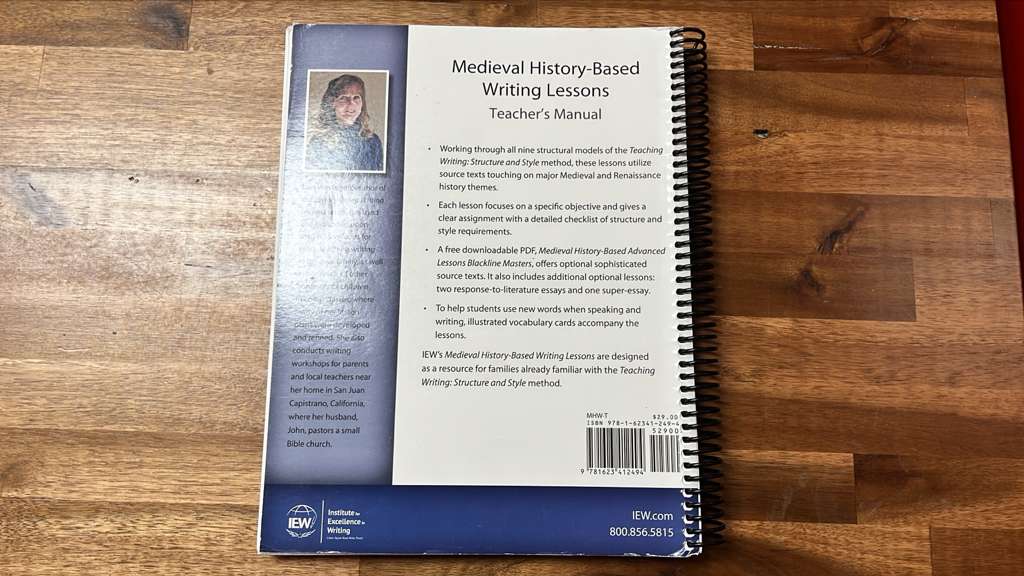 Medieval History-Based
Writing Lessons
Teacher's Manual
• Working through all nine structural models of the Teaching
Writing: Structure and Style method, these lessons utilize
source texts touching on major Medieval and Renaissance
history themes.
• Each lesson focuses on a specific objective and gives a
clear assignment with a detailed checklist of structure and
style requirements.
• A free downloadable PDF, Medieval History-Based Advanced
Lessons Blackline Masters, offers optional sophisticated
source texts. It also includes additional optional lessons:
two response-to-literature essays and one super-essay.
• To help students use new words when speaking and
writing, illustrated vocabulary cards accompany the
lessons.
IEW's Medieval History-Based Writing Lessons are designed
as a resource for families already familiar with the Teaching
Writing: Structure and Style method.
and refined. She also
conducts writing
workshops for parents
and local teachers near
her home in San Juan
Capistrano, California,
where her husband,
John, pastors a small
Bible church.
MHW-T $29.00
ISBN 978-1-62341-249-4
52900
9 781623 412494
IEW
Institute for
Excellence in
Writing
IEW.com
800.856.5815